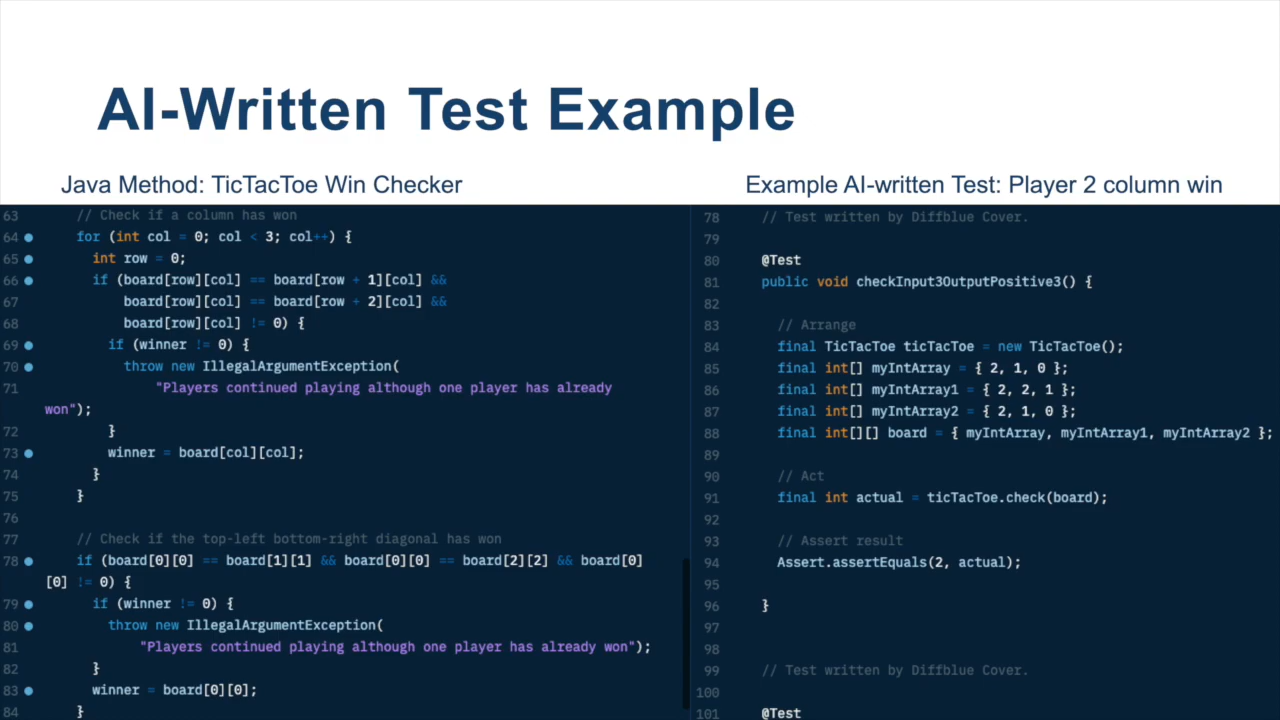 AI-Written Test Example
Java Method: TicTacToe Win Checker
63 // Check if a column has won
64 for (int col = 0; col < 3; col++) {
65 int row = 0;
66 if (board[row][col] == board[row + 1][col] &&
67 board[row][col] == board[row + 2][col] &&
68 board[row][col] != 0) {
69 if (winner != 0) {
70 throw new IllegalArgumentException(
71 "Players continued playing although one player has already
won");
72 }
73 winner = board[col][col];
74 }
75 }
76
77 // Check if the top-left bottom-right diagonal has won
78 if (board[0][0] == board[1][1] && board[0][0] == board[2][2] && board[0]
[0] != 0) {
79 if (winner != 0) {
80 throw new IllegalArgumentException(
81 "Players continued playing although one player has already won");
82 }
83 winner = board[0][0];
84 }
Example AI-written Test: Player 2 column win
78 // Test written by Diffblue Cover.
79
80 @Test
81 public void checkInput3OutputPositive3() {
82
83 // Arrange
84 final TicTacToe ticTacToe = new TicTacToe();
85 final int[] myIntArray = { 2, 1, 0 };
86 final int[] myIntArray1 = { 2, 2, 1 };
87 final int[] myIntArray2 = { 2, 1, 0 };
88 final int[][] board = { myIntArray, myIntArray1, myIntArray2 };
89
90 // Act
91 final int actual = ticTacToe.check(board);
92
93 // Assert result
94 Assert.assertEquals(2, actual);
95
96 }
97
98
99 // Test written by Diffblue Cover.
100
101 @Test